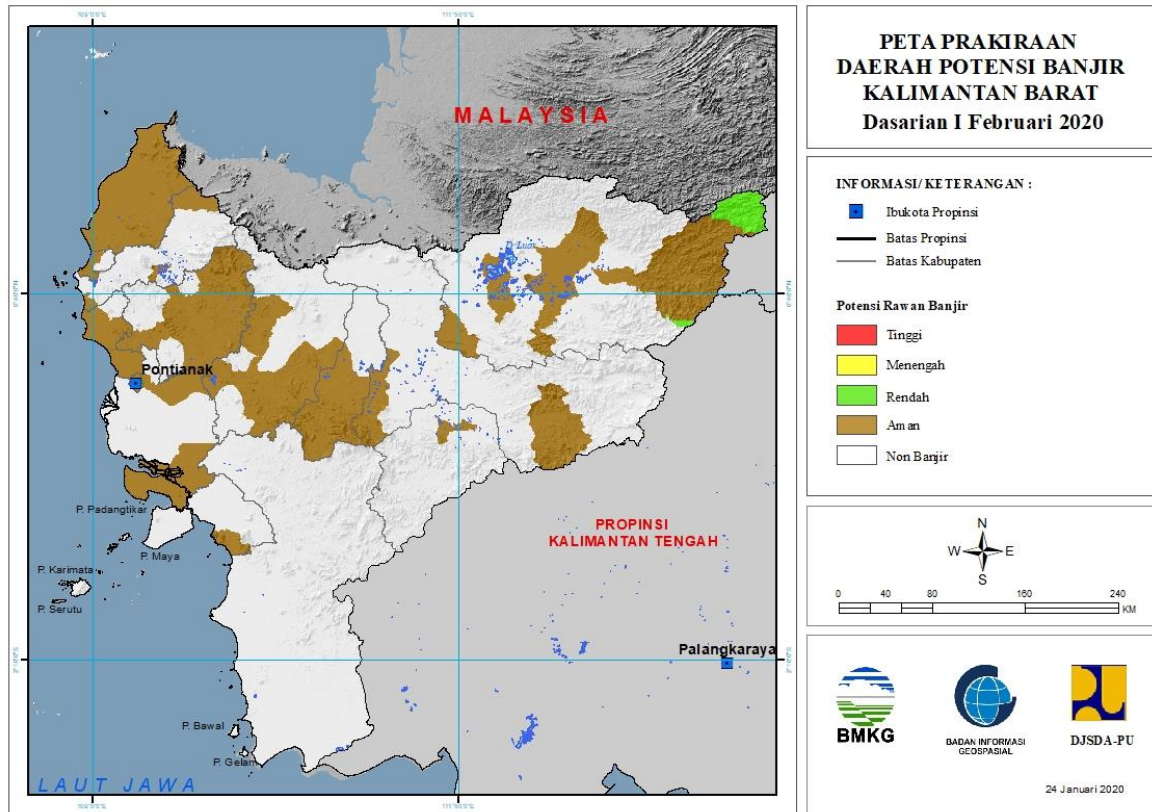 PETA PRAKIRAAN
DAERAH POTENSI BANJIR
KALIMANTAN BARAT
Dasarian I Februari 2020
INFORMASI/KETERANGAN :
Ibukota Propinsi
Batas Propinsi
Batas Kabupaten
Potensi Rawan Banjir
Tinggi
Menengah
Rendah
Aman
Non Banjir
N
W E
S
0 40 80 160 240
KM
BMKG
BADAN INFORMASI
GEOSPASIAL
DJSDA-PU
24 Januari 2020
MALAYSIA
Pontianak
P. Padangtikar
P. Maya
P. Karimata
P. Serutu
PROPINSI
KALIMANTAN TENGAH
Palangkaraya
P. Bawal
P. Gelam
LAUT JAWA